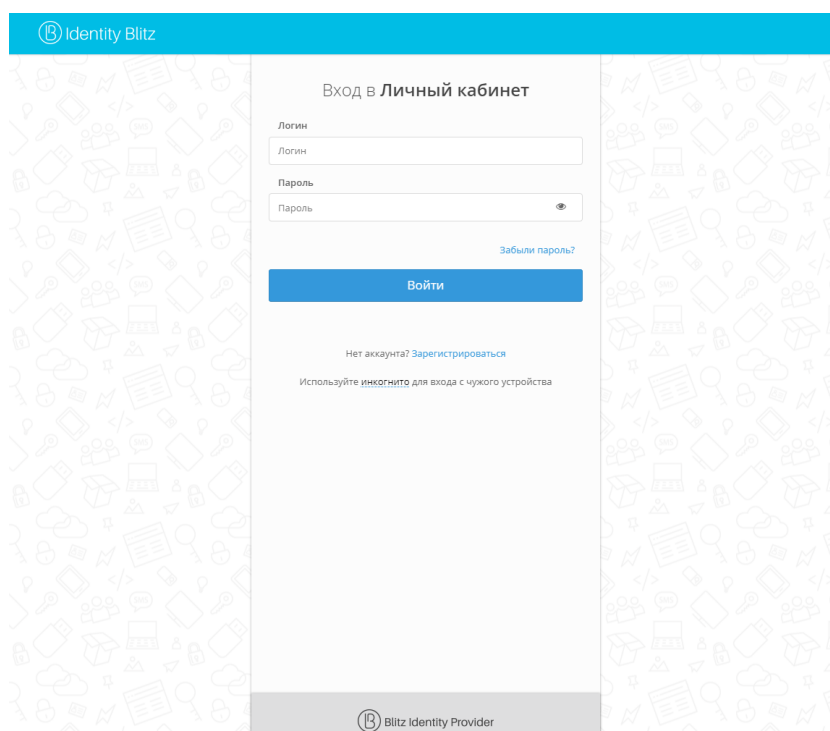 Identity Blitz
Вход в Личный кабинет
Логин
Логин
Пароль
Пароль
Забыли пароль?
Войти
Нет аккаунта? Зарегистрироваться
Используйте инкогнито для входа с чужого устройства
Blitz Identity Provider